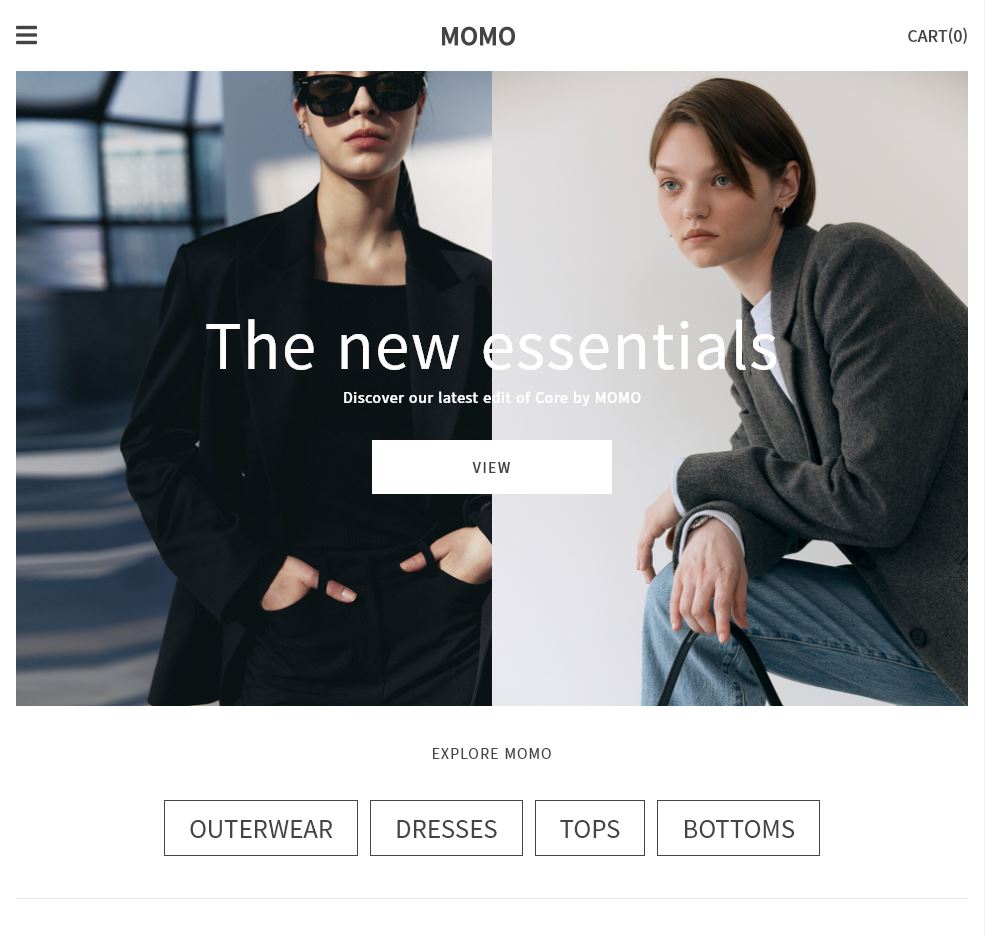 MOMO
CART(0)
The new essentials
Discover our latest edit of Core by MOMO
VIEW
EXPLORE MOMO
OUTERWEAR
DRESSES
TOPS
BOTTOMS